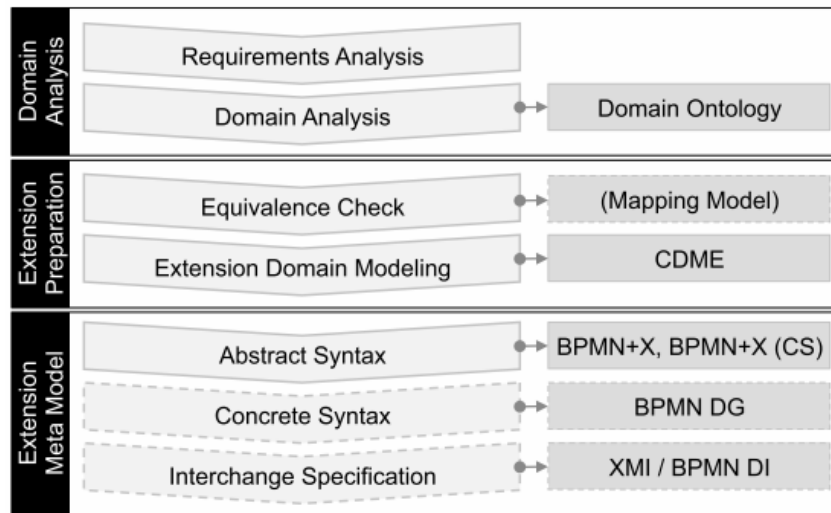 Domain
Analysis
Requirements Analysis
Domain Analysis
Domain Ontology
Extension
Preparation
Equivalence Check
(Mapping Model)
Extension Domain Modeling
CDME
Extension
Meta Model
Abstract Syntax
BPMN+X, BPMN+X (CS)
Concrete Syntax
BPMN DG
Interchange Specification
XMI / BPMN DI